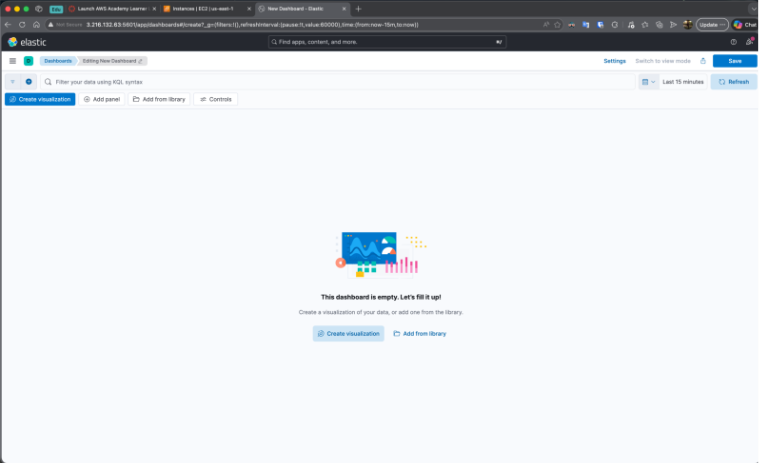 Edu Launch AWS Academy Learner Instances | EC2 | us-east-1 New Dashboard - Elastic
Not Secure 3.216.132.63:5601/app/dashboards#/create?_g=(filters:!(),refreshInterval:(pause:!t,value:60000),time:(from:now-15m,to:now)) Update Chat
elastic Find apps, content, and more.
D Dashboards Editing New Dashboard Settings Switch to view mode Save
Filter your data using KQL syntax Last 15 minutes Refresh
Create visualization Add panel Add from library Controls
This dashboard is empty. Let's fill it up!
Create a visualization of your data, or add one from the library.
Create visualization Add from library